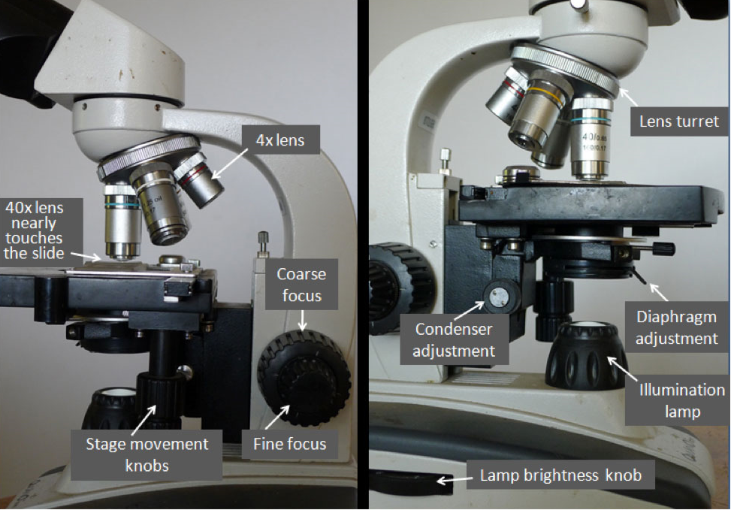 4x lens
40x lens
nearly
touches
the slide
Coarse
focus
Stage movement
knobs
Fine focus
Lens turret
Condenser
adjustment
Diaphragm
adjustment
Illumination
lamp
Lamp brightness knob